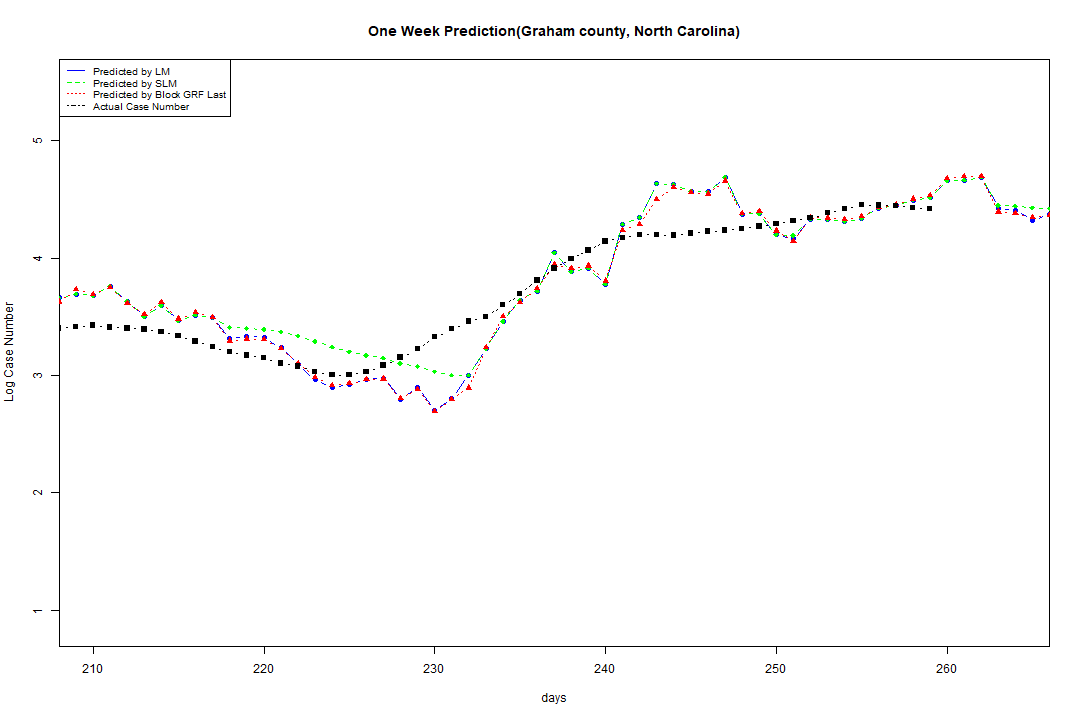 One Week Prediction(Graham county, North Carolina)
Predicted by LM
Predicted by SLM
Predicted by Block GRF Last
Actual Case Number
5
4
3
2
1
Log Case Number
210 220 230 240 250 260
days